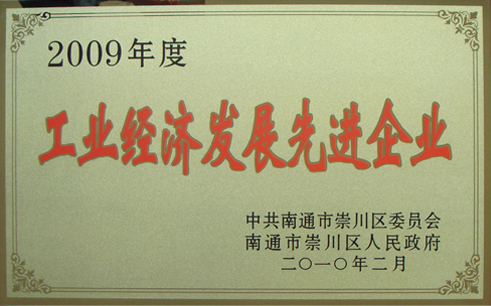 2009年度
工业经济发展先进企业
中共南通市崇川区委员会
南通市崇川区人民政府
二〇一〇年二月